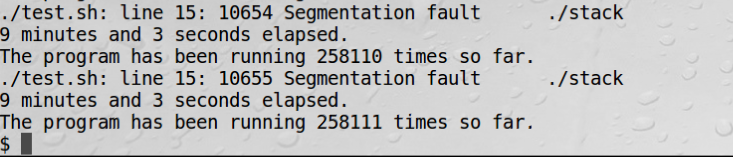 ./test.sh: line 15: 10654 Segmentation fault      ./stack
9 minutes and 3 seconds elapsed.
The program has been running 258110 times so far.
./test.sh: line 15: 10655 Segmentation fault      ./stack
9 minutes and 3 seconds elapsed.
The program has been running 258111 times so far.
$